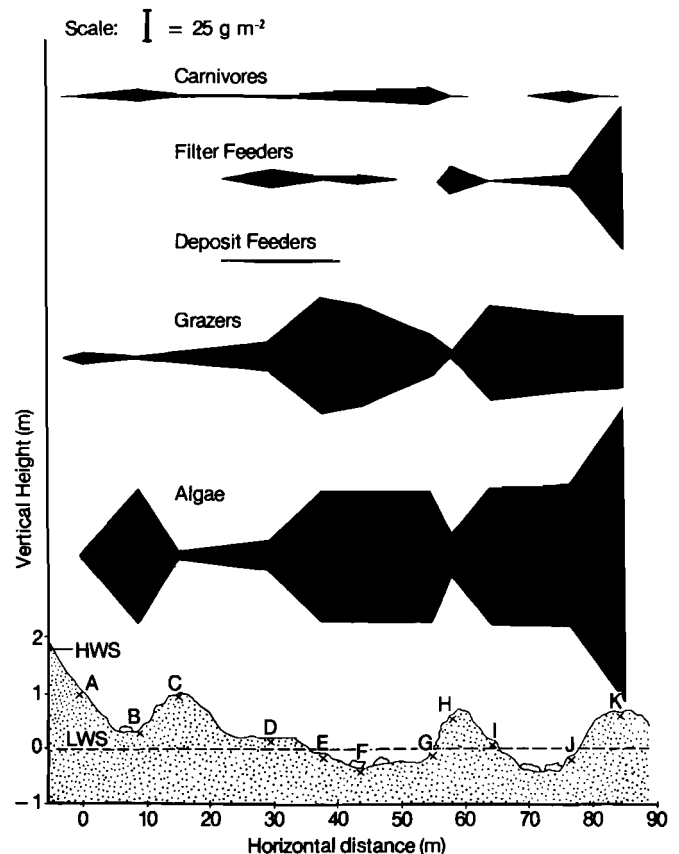 Scale: I = 25 g m-2
Carnivores
Filter Feeders
Deposit Feeders
Grazers
Algae
Vertical Height (m)
2
HWS
1
A
B
C
LWS
0
D
E
F
G
H
I
J
K
-1
0 10 20 30 40 50 60 70 80 90
Horizontal distance (m)